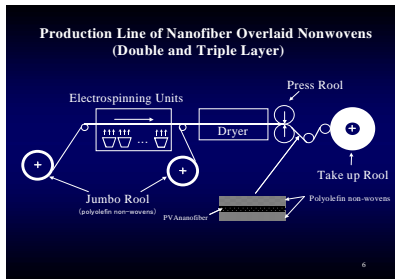 Production Line of Nanofiber Overlaid Nonwovens
(Double and Triple Layer)
Press Rool
Electrospinning Units
Dryer
...
Take up Rool
Jumbo Rool
(polyolefin non-wovens)
Polyolefin non-wovens
PVAnanofiber
6